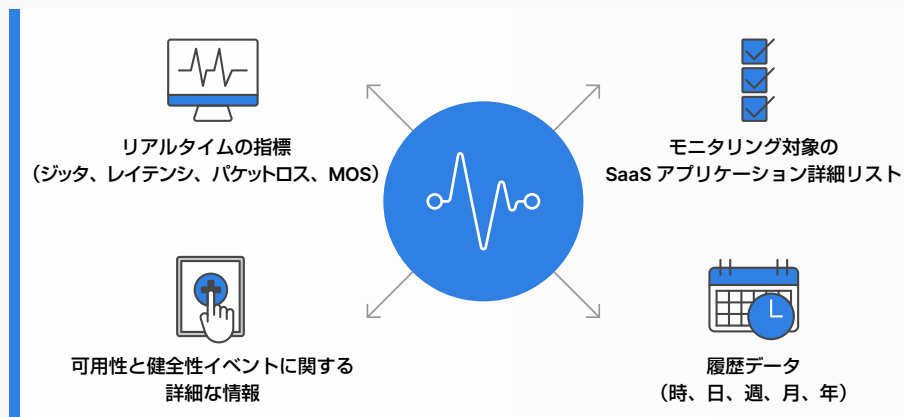 リアルタイムの指標
（ジッタ、レイテンシ、パケットロス、MOS）
モニタリング対象の
SaaS アプリケーション詳細リスト
可用性と健全性イベントに関する
詳細な情報
履歴データ
（時、日、週、月、年）